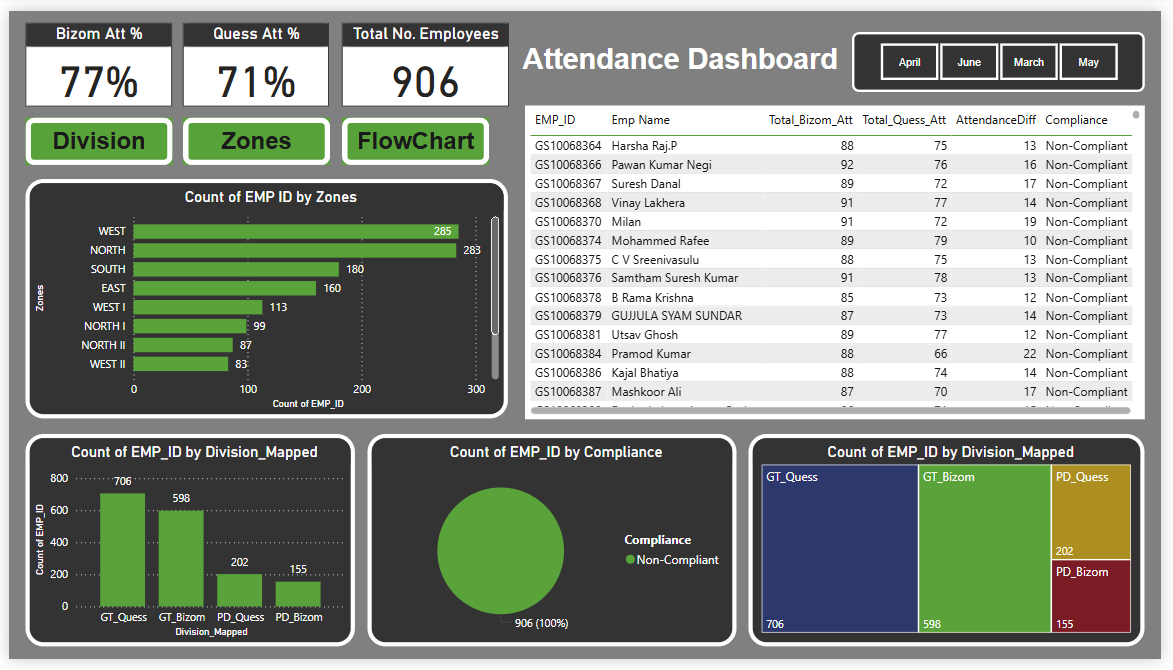 Bizom Att %
77%
Quess Att %
71%
Total No. Employees
906
Attendance Dashboard
April
June
March
May
Division
Zones
FlowChart
EMP_ID Emp Name Total_Bizom_Att Total_Quess_Att AttendanceDiff Compliance
GS10068364 Harsha Raj.P 88 75 13 Non-Compliant
GS10068366 Pawan Kumar Negi 92 76 16 Non-Compliant
GS10068367 Suresh Danal 89 72 17 Non-Compliant
GS10068368 Vinay Lakhera 91 77 14 Non-Compliant
GS10068370 Milan 91 72 19 Non-Compliant
GS10068374 Mohammed Rafee 89 79 10 Non-Compliant
GS10068375 C V Sreenivasulu 88 75 13 Non-Compliant
GS10068376 Samtham Suresh Kumar 91 78 13 Non-Compliant
GS10068378 B Rama Krishna 85 73 12 Non-Compliant
GS10068379 GUJJULA SYAM SUNDAR 87 73 14 Non-Compliant
GS10068381 Utsav Ghosh 89 77 12 Non-Compliant
GS10068384 Pramod Kumar 88 66 22 Non-Compliant
GS10068386 Kajal Bhatiya 88 74 14 Non-Compliant
GS10068387 Mashkoor Ali 87 70 17 Non-Compliant
Count of EMP ID by Zones
Zones
WEST 285
NORTH 283
SOUTH 180
EAST 160
WEST I 113
NORTH I 99
NORTH II 87
WEST II 83
0 100 200 300
Count of EMP_ID
Count of EMP_ID by Division_Mapped
Count of EMP_ID
800
600
400
200
0
706
598
202
155
GT_Quess GT_Bizom PD_Quess PD_Bizom
Division_Mapped
Count of EMP_ID by Compliance
Compliance
Non-Compliant
906 (100%)
Count of EMP_ID by Division_Mapped
GT_Quess
706
GT_Bizom
598
PD_Quess
202
PD_Bizom
155